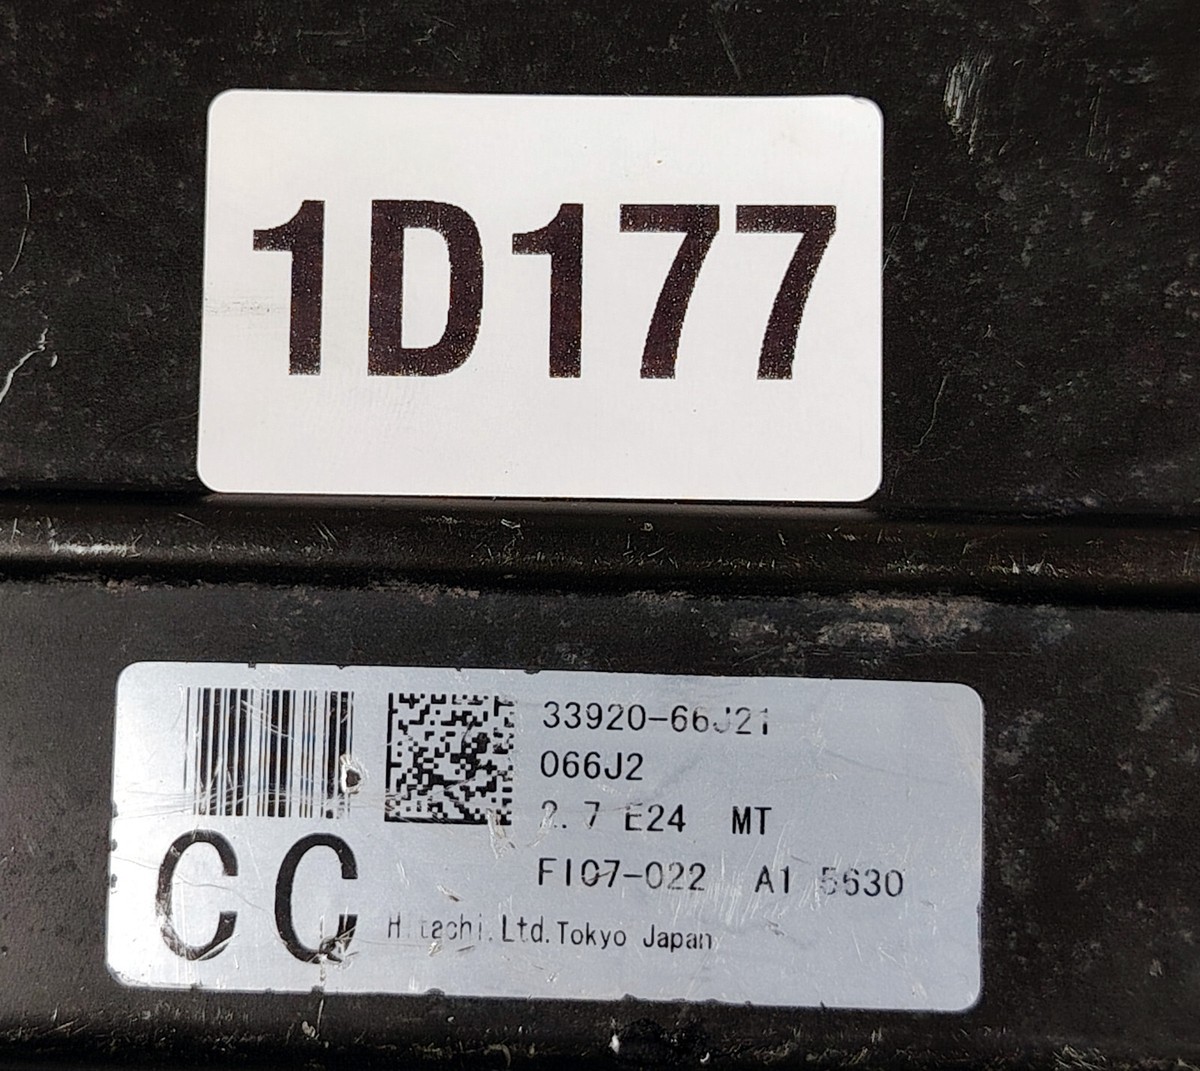 1D177
33920-66J21
066J2
2.7 E24 MT
FI07-022 A1 5630
CC
Hitachi.Ltd.Tokyo Japan